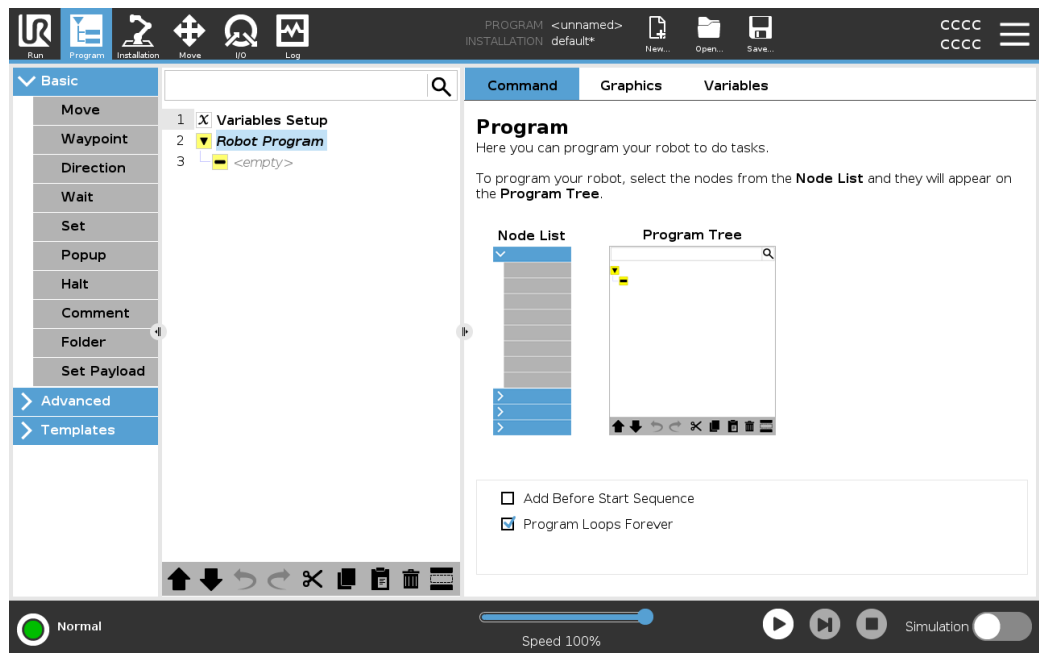 PROGRAM <unnamed>
INSTALLATION default*
CCCC
CCCC
UR
Run Program Installation Move I/O Log New... Open... Save...
Basic
Move
Waypoint
Direction
Wait
Set
Popup
Halt
Comment
Folder
Set Payload
Advanced
Templates
1 X Variables Setup
2 Robot Program
3 <empty>
Command Graphics Variables
Program
Here you can program your robot to do tasks.
To program your robot, select the nodes from the Node List and they will appear on
the Program Tree.
Node List Program Tree
Add Before Start Sequence
Program Loops Forever
Normal
Speed 100%
Simulation